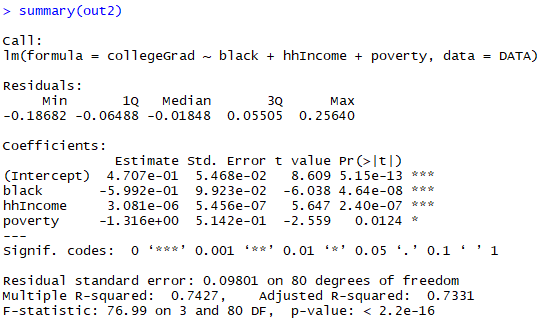 > summary(out2)
Call:
lm(formula = collegeGrad ~ black + hhIncome + poverty, data = DATA)
Residuals:
Min 1Q Median 3Q Max
-0.18682 -0.06488 -0.01848 0.05505 0.25640
Coefficients:
Estimate Std. Error t value Pr(>|t|)
(Intercept) 4.707e-01 5.468e-02 8.609 5.15e-13 ***
black -5.992e-01 9.923e-02 -6.038 4.64e-08 ***
hhIncome 3.081e-06 5.456e-07 5.647 2.40e-07 ***
poverty -1.316e+00 5.142e-01 -2.559 0.0124 *
---
Signif. codes: 0 ‘***’ 0.001 ‘**’ 0.01 ‘*’ 0.05 ‘.’ 0.1 ‘ ’ 1
Residual standard error: 0.09801 on 80 degrees of freedom
Multiple R-squared: 0.7427, Adjusted R-squared: 0.7331
F-statistic: 76.99 on 3 and 80 DF, p-value: < 2.2e-16